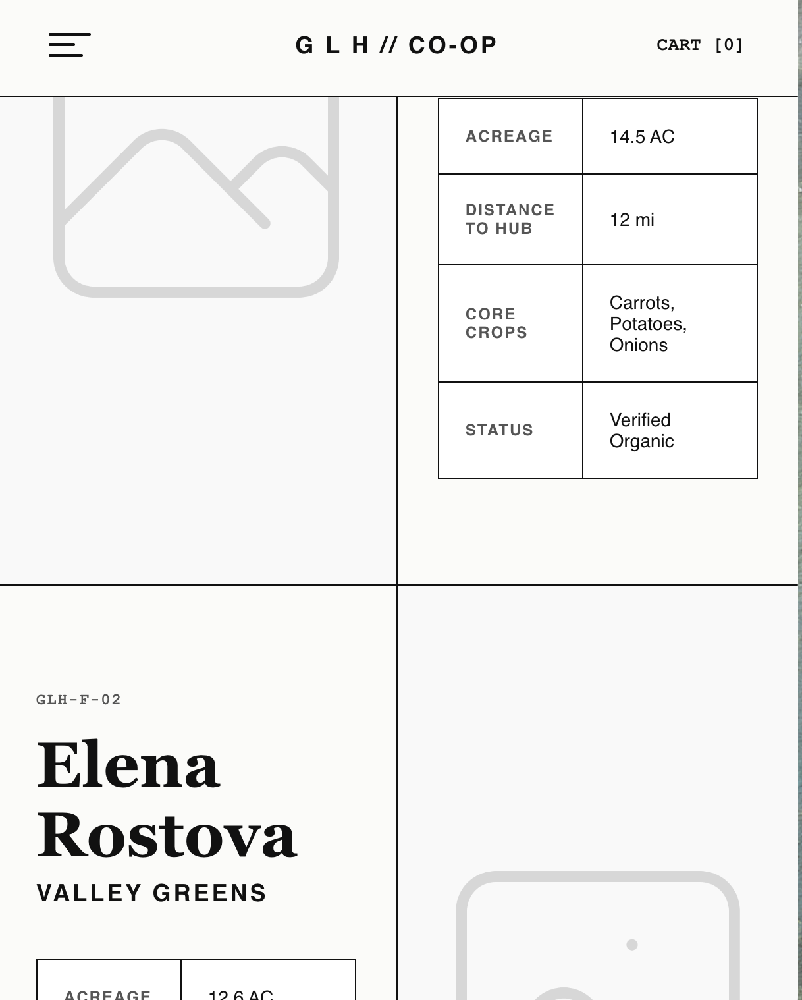 G L H // CO-OP
CART [0]
ACREAGE
14.5 AC
DISTANCE
TO HUB
12 mi
CORE
CROPS
Carrots,
Potatoes,
Onions
STATUS
Verified
Organic
GLH-F-02
Elena
Rostova
VALLEY GREENS
ACREAGE
12.6 AC